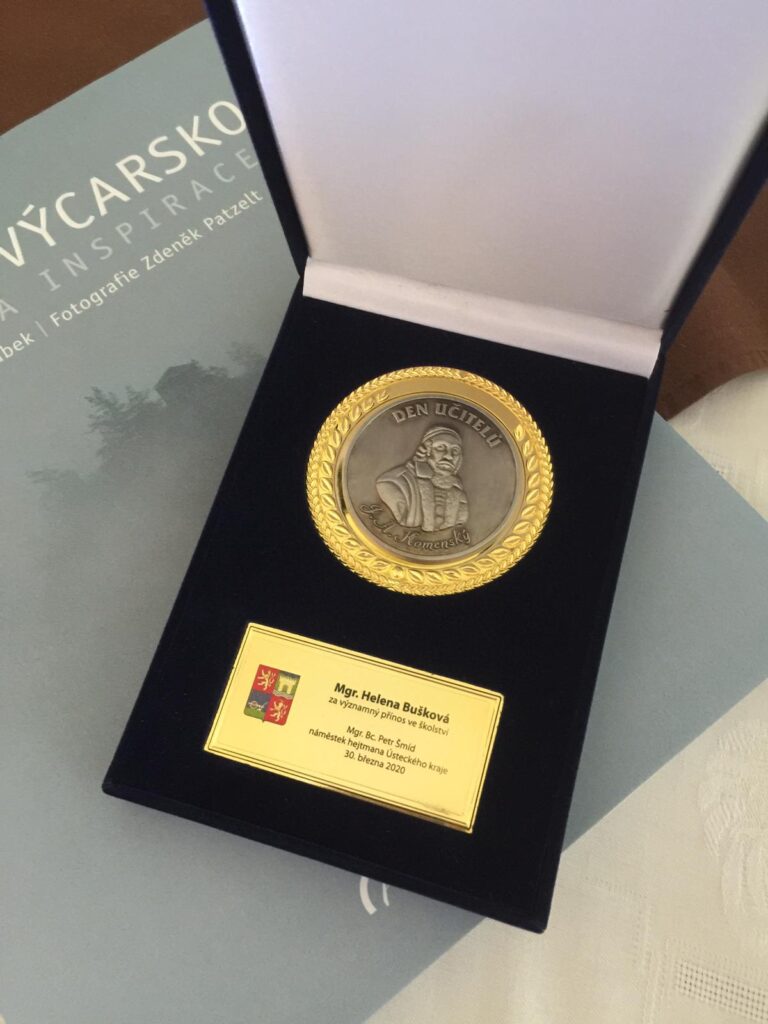 VÝCARSKO
A INSPIRACE
bek | Fotografie Zdeněk Patzelt
DEN UČITELŮ
J. A. Komenský
Mgr. Helena Bušková
za významný přínos ve školství
Mgr. Bc. Petr Šmíd
náměstek hejtmana Ústeckého kraje
30. března 2020